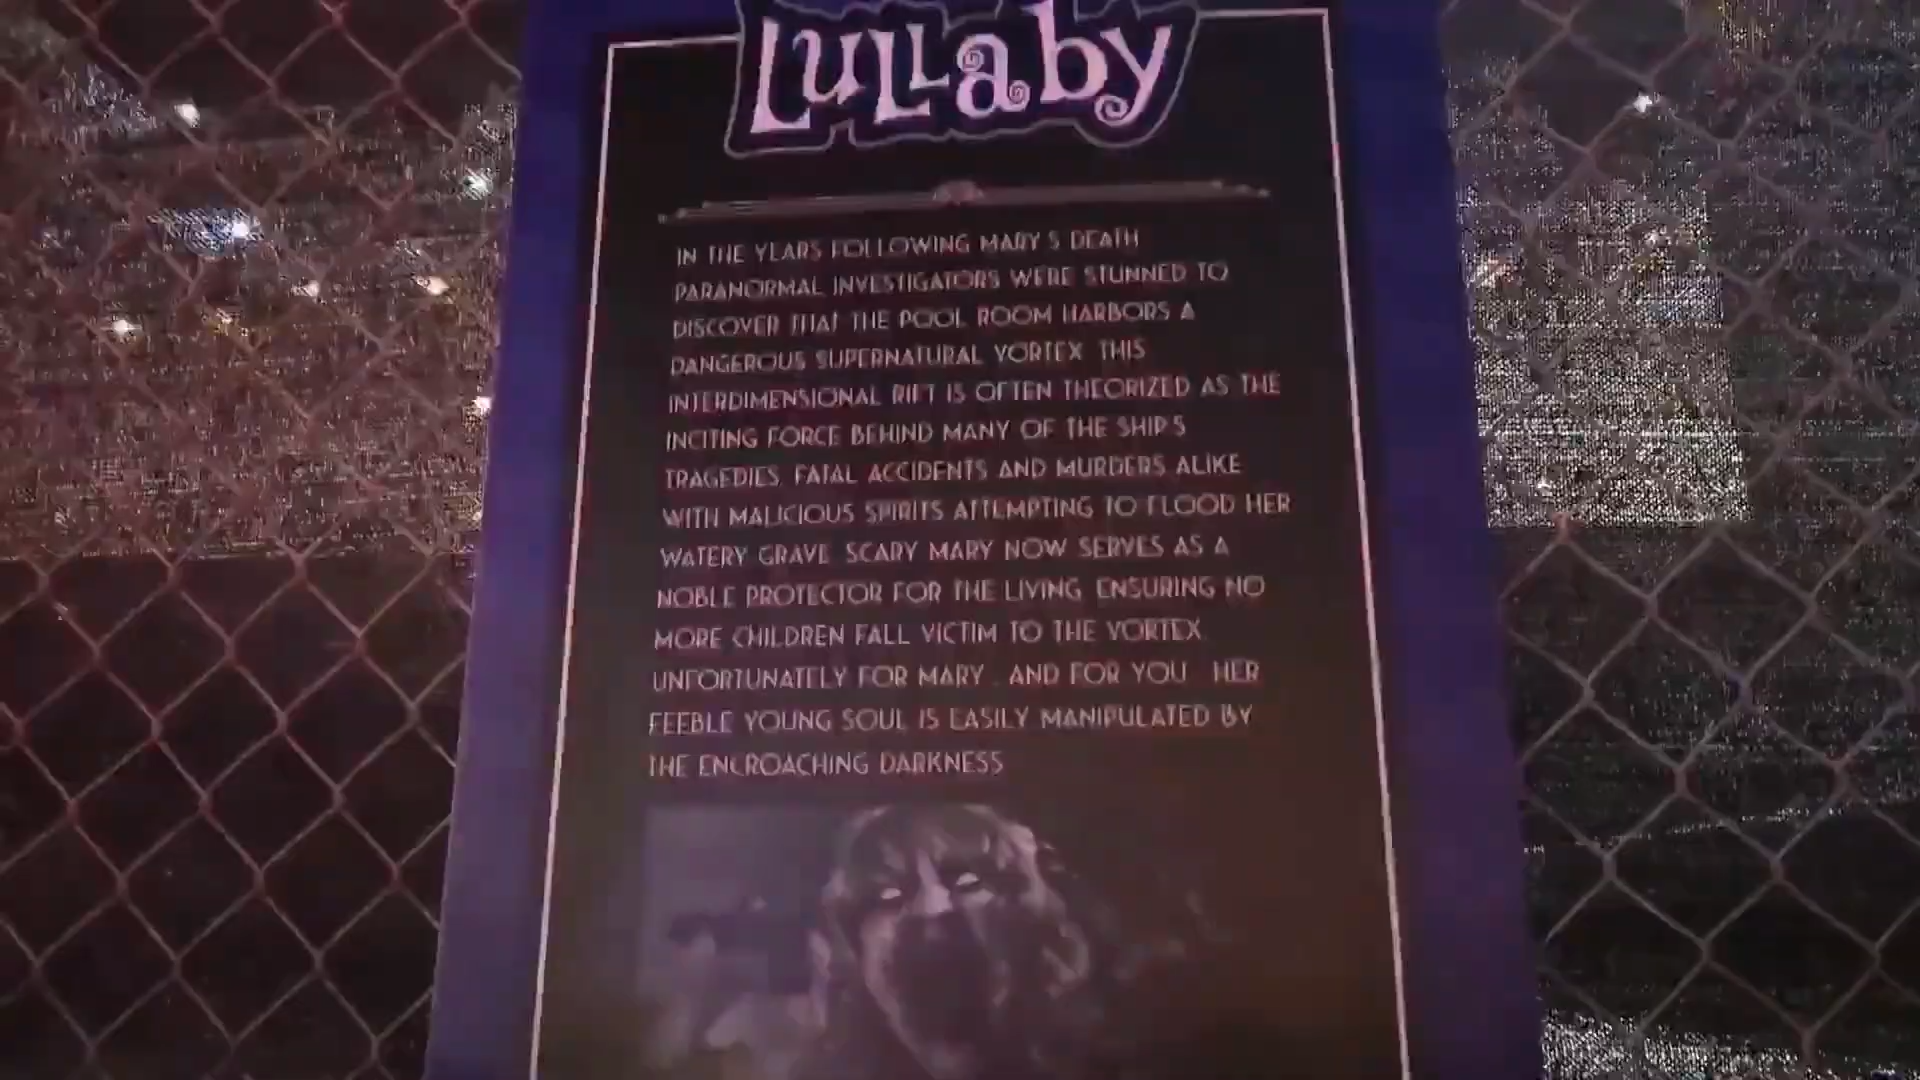 Lullaby
IN THE YEARS FOLLOWING MARY'S DEATH
PARANORMAL INVESTIGATORS WERE STUNNED TO
DISCOVER THAT THE POOL ROOM HARBORS A
DANGEROUS SUPERNATURAL VORTEX THIS
INTERDIMENSIONAL RIFT IS OFTEN THEORIZED AS THE
INCITING FORCE BEHIND MANY OF THE SHIP'S
TRAGEDIES, FATAL ACCIDENTS AND MURDERS ALIKE
WITH MALICIOUS SPIRITS ATTEMPTING TO FLOOD HER
WATERY GRAVE SCARY MARY NOW SERVES AS A
NOBLE PROTECTOR FOR THE LIVING ENSURING NO
MORE CHILDREN FALL VICTIM TO THE VORTEX.
UNFORTUNATELY FOR MARY . AND FOR YOU HER
FEEBLE YOUNG SOUL IS EASILY MANIPULATED BY
THE ENCROACHING DARKNESS